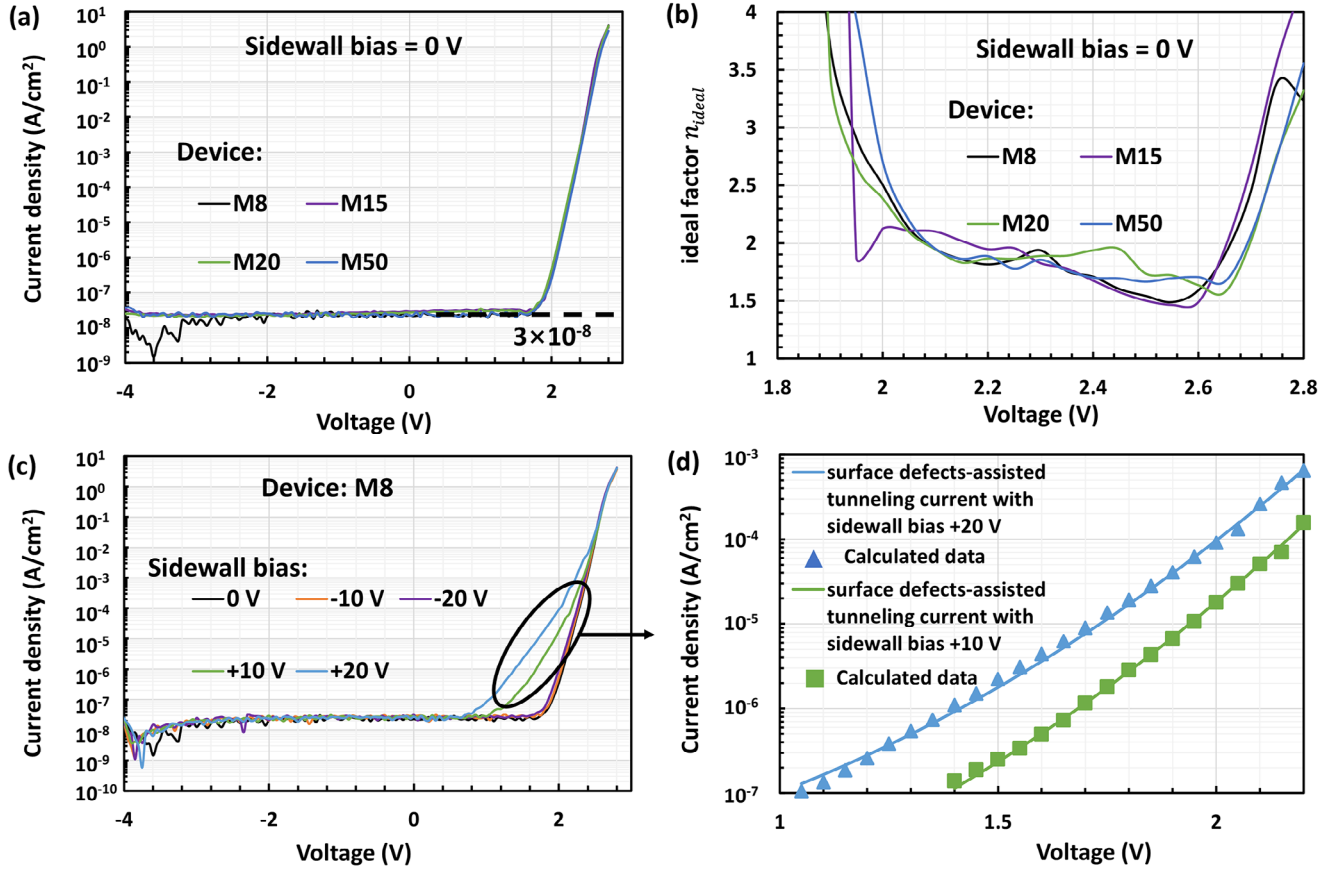 (a)
Current density (A/cm²)
10¹
10⁰
10⁻¹
10⁻²
10⁻³
10⁻⁴
10⁻⁵
10⁻⁶
10⁻⁷
10⁻⁸
10⁻⁹
Sidewall bias = 0 V
Device:
M8 M15
M20 M50
3×10⁻⁸
-4 -2 0 2
Voltage (V)
(b)
ideal factor n_ideal
4
3.5
3
2.5
2
1.5
1
Sidewall bias = 0 V
Device:
M8 M15
M20 M50
1.8 2 2.2 2.4 2.6 2.8
Voltage (V)
(c)
Current density (A/cm²)
10¹
10⁰
10⁻¹
10⁻²
10⁻³
10⁻⁴
10⁻⁵
10⁻⁶
10⁻⁷
10⁻⁸
10⁻⁹
10⁻¹⁰
Device: M8
Sidewall bias:
0 V -10 V -20 V
+10 V +20 V
-4 -2 0 2
Voltage (V)
(d)
Current density (A/cm²)
10⁻³
10⁻⁴
10⁻⁵
10⁻⁶
10⁻⁷
surface defects-assisted
tunneling current with
sidewall bias +20 V
Calculated data
surface defects-assisted
tunneling current with
sidewall bias +10 V
Calculated data
1 1.5 2
Voltage (V)